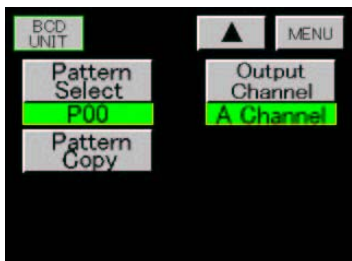 BCD
UNIT
▲
MENU
Pattern
Select
P00
Output
Channel
A Channel
Pattern
Copy